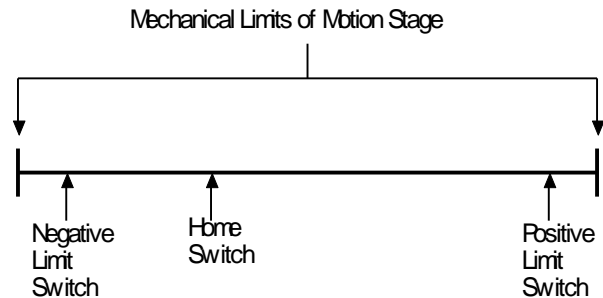 Mechanical Limits of Motion Stage
Negative
Limit
Switch
Home
Switch
Positive
Limit
Switch